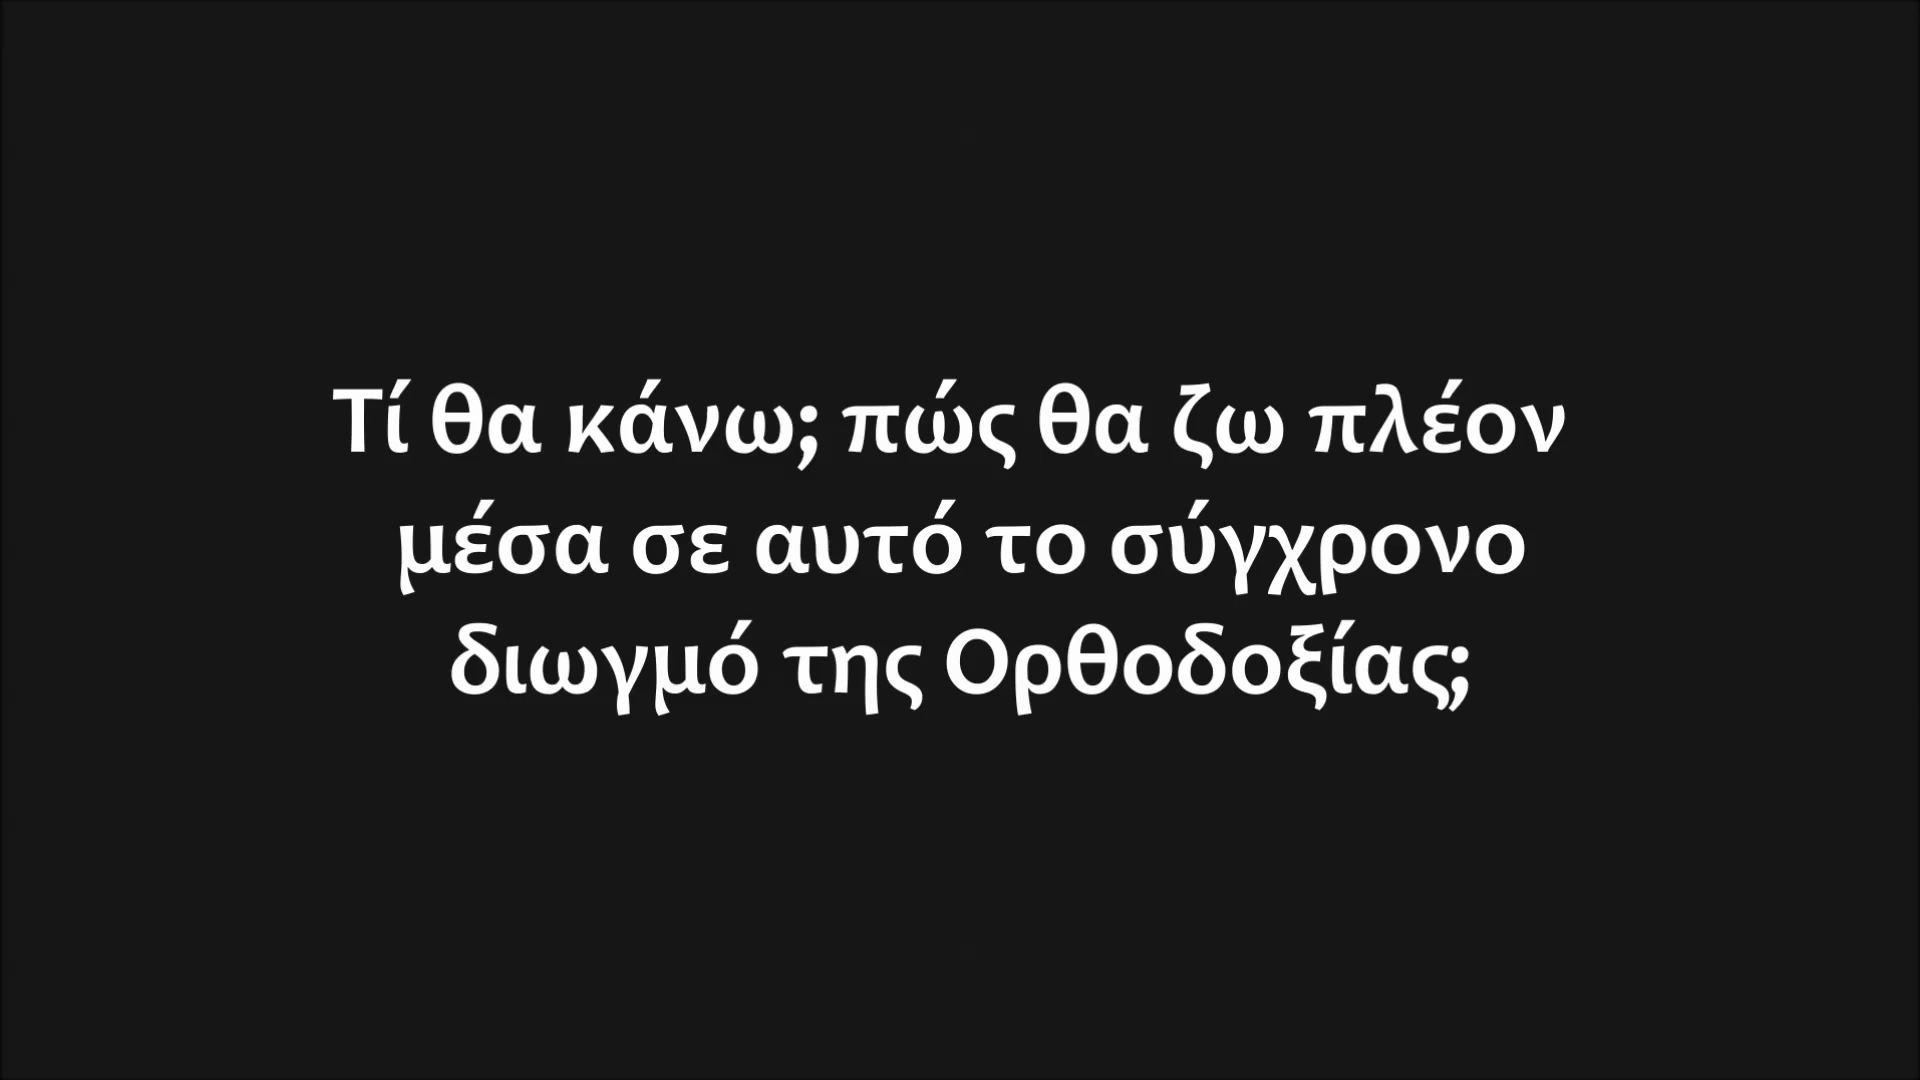 Τί θα κάνω; πώς θα ζω πλέον
μέσα σε αυτό το σύγχρονο
διωγμό της Ορθοδοξίας;